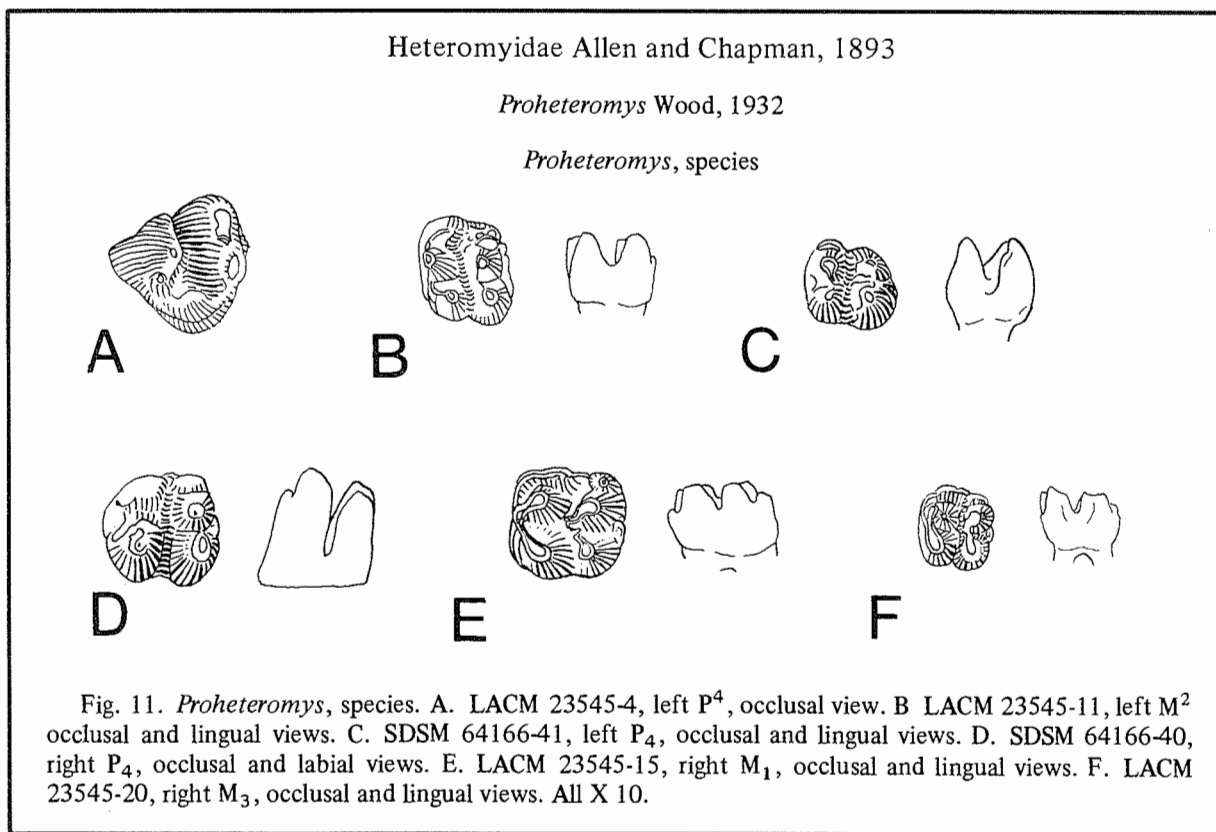 Heteromyidae Allen and Chapman, 1893
Proheteromys Wood, 1932
Proheteromys, species
A
B
C
D
E
F
Fig. 11. Proheteromys, species. A. LACM 23545-4, left P⁴, occlusal view. B LACM 23545-11, left M²
occlusal and lingual views. C. SDSM 64166-41, left P₄, occlusal and lingual views. D. SDSM 64166-40,
right P₄, occlusal and labial views. E. LACM 23545-15, right M₁, occlusal and lingual views. F. LACM
23545-20, right M₃, occlusal and lingual views. All X 10.